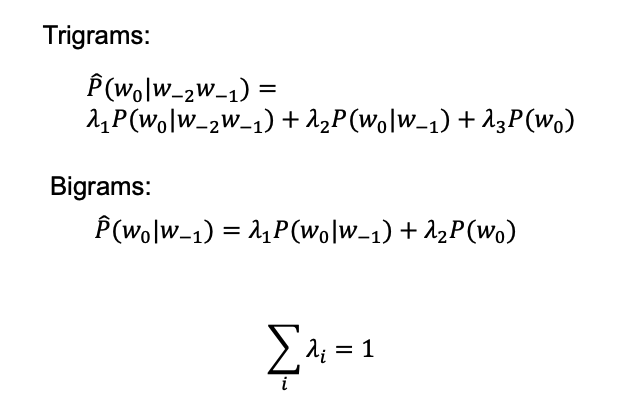 Trigrams:
P̂(w₀|w₋₂w₋₁) =
λ₁P(w₀|w₋₂w₋₁) + λ₂P(w₀|w₋₁) + λ₃P(w₀)
Bigrams:
P̂(w₀|w₋₁) = λ₁P(w₀|w₋₁) + λ₂P(w₀)
∑ᵢ λᵢ = 1